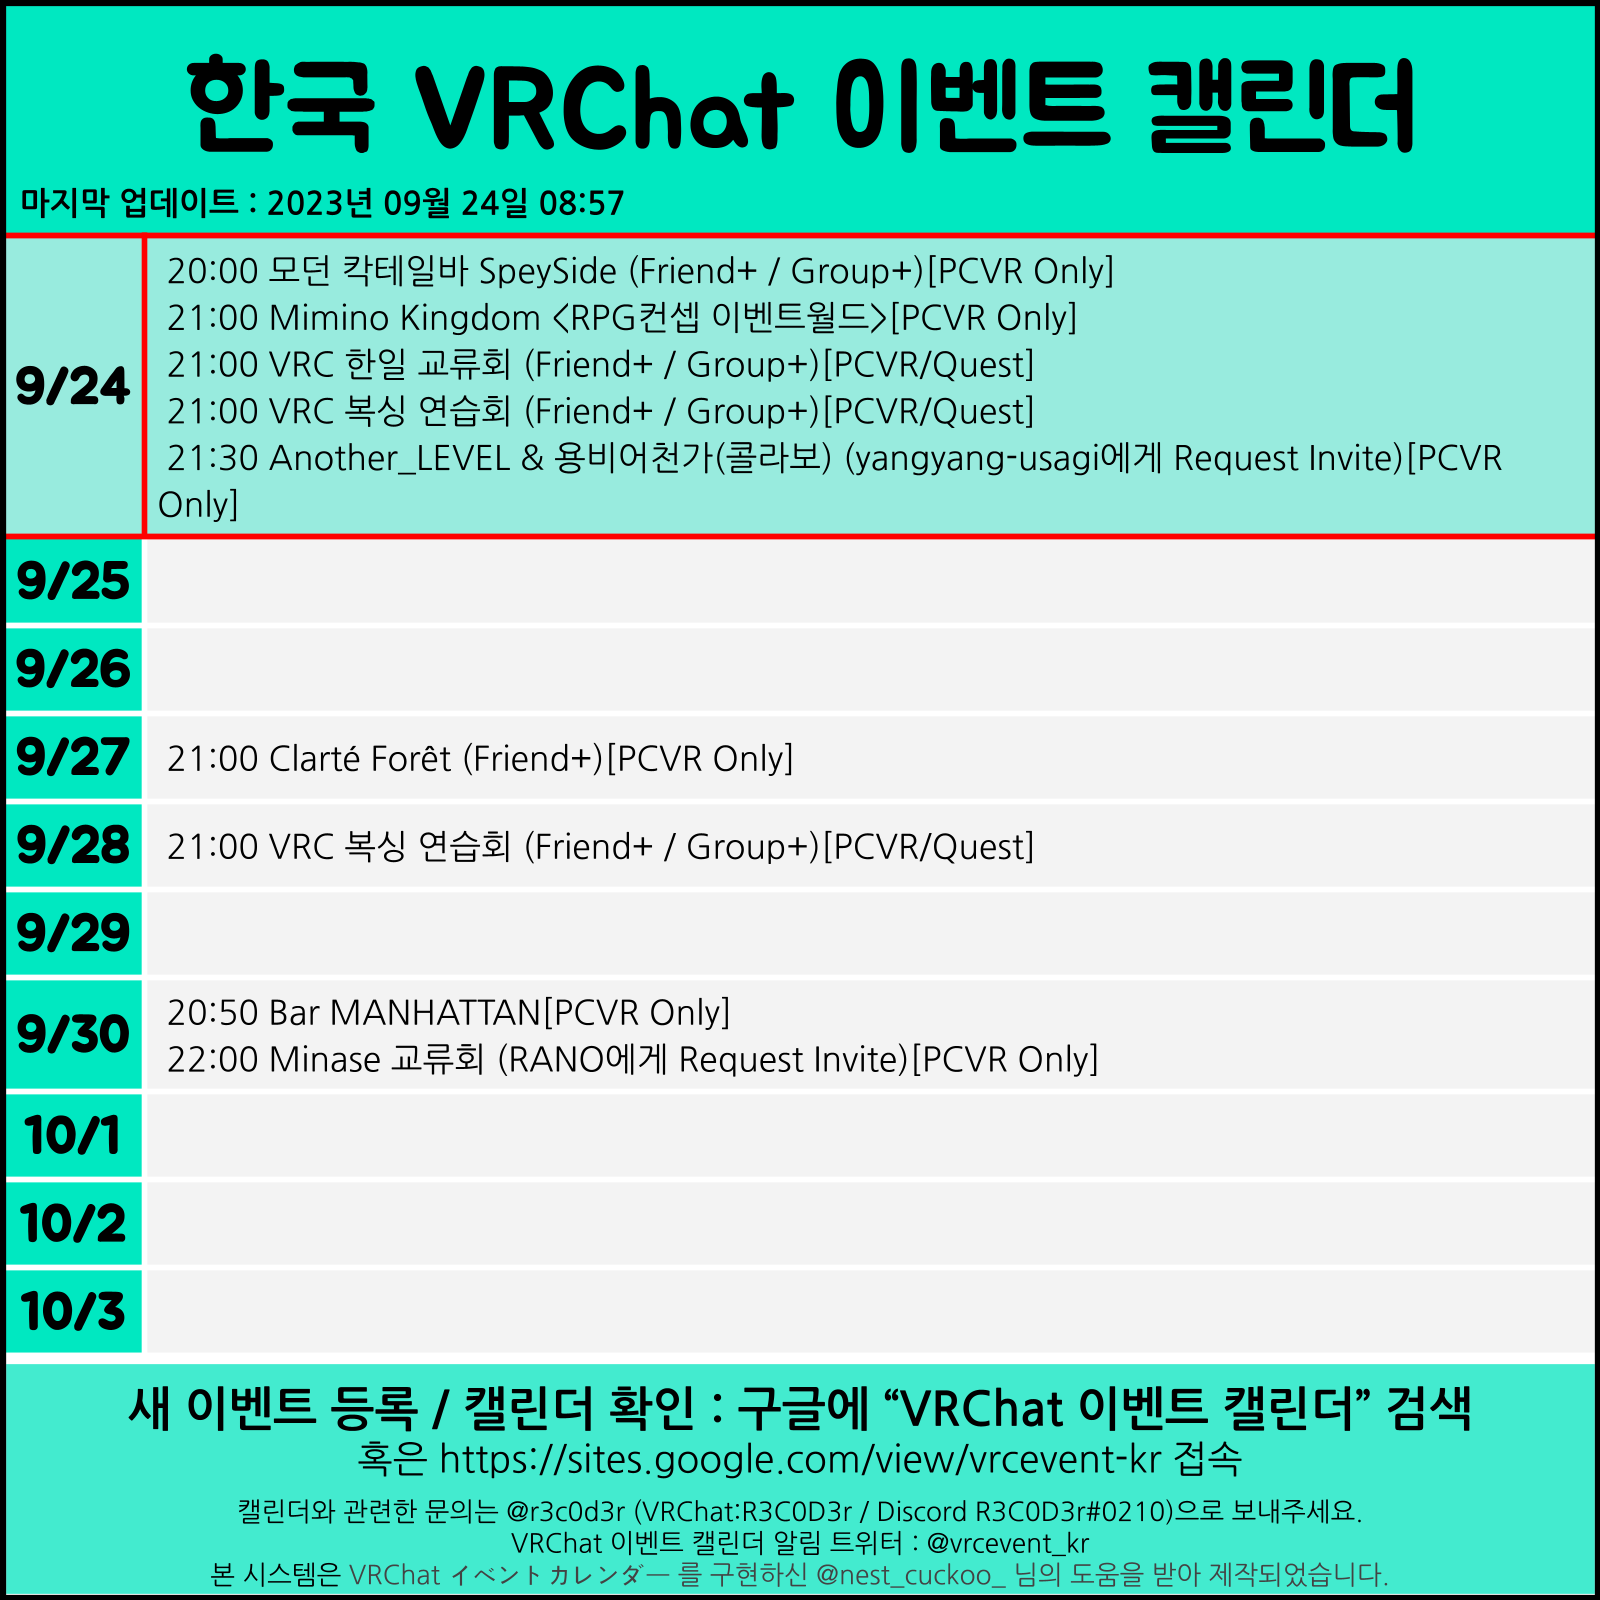 한국 VRChat 이벤트 캘린더
마지막 업데이트 : 2023년 09월 24일 08:57
9/24
20:00 모던 칵테일바 SpeySide (Friend+ / Group+)[PCVR Only]
21:00 Mimino Kingdom <RPG컨셉 이벤트월드>[PCVR Only]
21:00 VRC 한일 교류회 (Friend+ / Group+)[PCVR/Quest]
21:00 VRC 복싱 연습회 (Friend+ / Group+)[PCVR/Quest]
21:30 Another_LEVEL & 용비어천가(콜라보) (yangyang-usagi에게 Request Invite)[PCVR
Only]
9/25
9/26
9/27
21:00 Clarté Forêt (Friend+)[PCVR Only]
9/28
21:00 VRC 복싱 연습회 (Friend+ / Group+)[PCVR/Quest]
9/29
9/30
20:50 Bar MANHATTAN[PCVR Only]
22:00 Minase 교류회 (RANO에게 Request Invite)[PCVR Only]
10/1
10/2
10/3
새 이벤트 등록 / 캘린더 확인 : 구글에 “VRChat 이벤트 캘린더” 검색
혹은 https://sites.google.com/view/vrcevent-kr 접속
캘린더와 관련한 문의는 @r3c0d3r (VRChat:R3C0D3r / Discord R3C0D3r#0210)으로 보내주세요.
VRChat 이벤트 캘린더 알림 트위터 : @vrcevent_kr
본 시스템은 VRChat イベントカレンダー 를 구현하신 @nest_cuckoo_ 님의 도움을 받아 제작되었습니다.